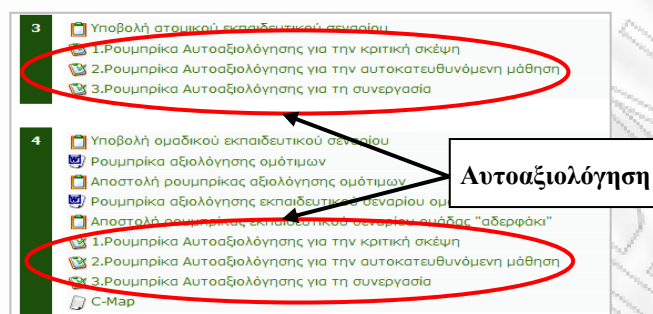 3
Υποβολή ατομικού εκπαιδευτικού σεναρίου
1.Ρουμπρίκα Αυτοαξιολόγησης για την κριτική σκέψη
2.Ρουμπρίκα Αυτοαξιολόγησης για την αυτοκατευθυνόμενη μάθηση
3.Ρουμπρίκα Αυτοαξιολόγησης για τη συνεργασία
4
Υποβολή ομαδικού εκπαιδευτικού σεναρίου
Ρουμπρίκα αξιολόγησης ομότιμων
Αποστολή ρουμπρίκας αξιολόγησης ομότιμων
Ρουμπρίκα αξιολόγησης εκπαιδευτικού σεναρίου
Αποστολή ρουμπρίκας εκπαιδευτικού σεναρίου ομάδας "αδερφάκι"
1.Ρουμπρίκα Αυτοαξιολόγησης για την κριτική σκέψη
2.Ρουμπρίκα Αυτοαξιολόγησης για την αυτοκατευθυνόμενη μάθηση
3.Ρουμπρίκα Αυτοαξιολόγησης για τη συνεργασία
C-Map
Αυτοαξιολόγηση